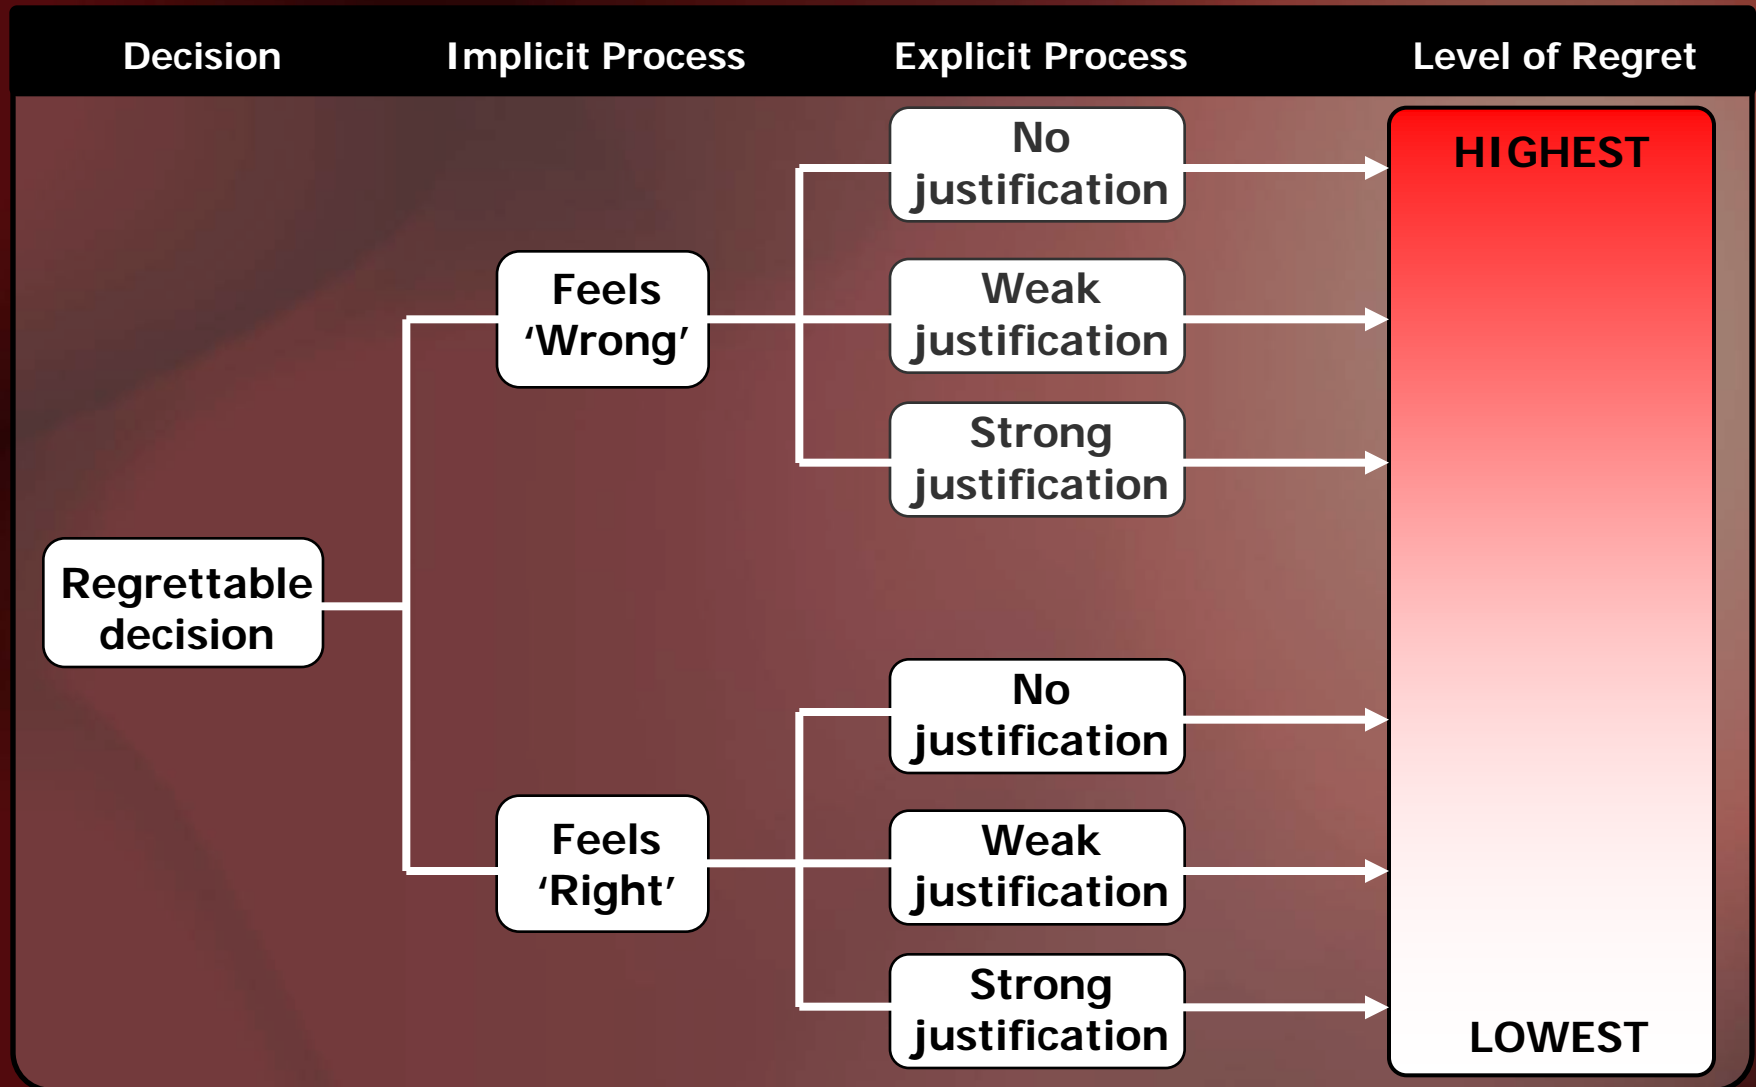 Decision
Implicit Process
Explicit Process
Level of Regret
Regrettable
decision
Feels
‘Wrong’
Feels
‘Right’
No
justification
Weak
justification
Strong
justification
No
justification
Weak
justification
Strong
justification
HIGHEST
LOWEST